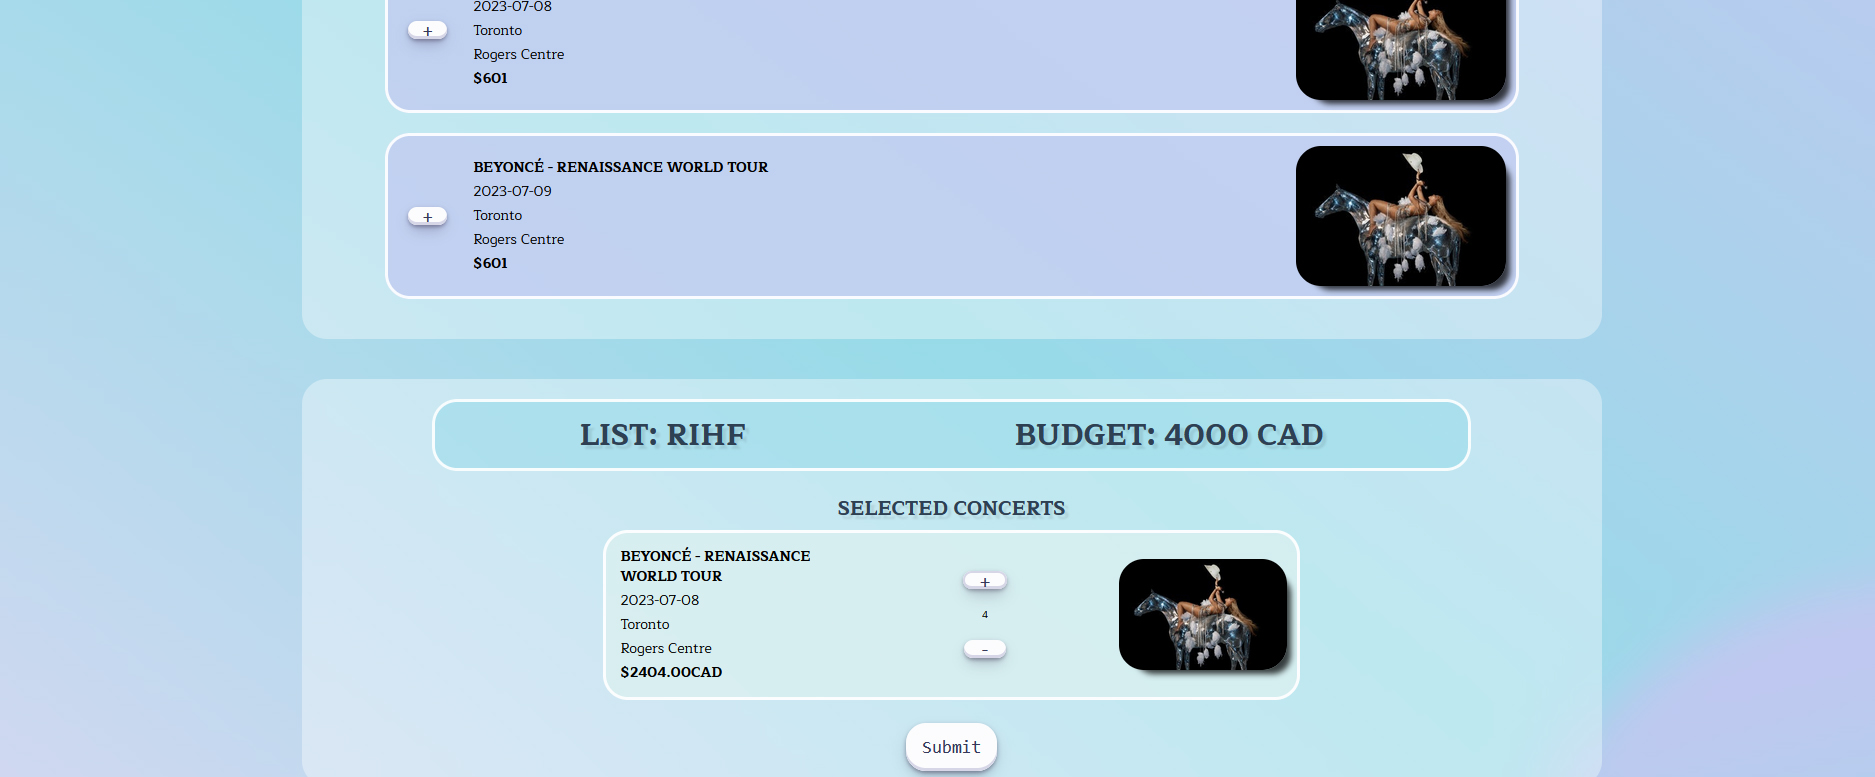 2023-07-08
+
Toronto
Rogers Centre
$601
BEYONCÉ - RENAISSANCE WORLD TOUR
2023-07-09
+
Toronto
Rogers Centre
$601
LIST: RIHF
BUDGET: 4000 CAD
SELECTED CONCERTS
BEYONCÉ - RENAISSANCE
WORLD TOUR
2023-07-08
Toronto
Rogers Centre
$2404.00CAD
+
4
-
Submit